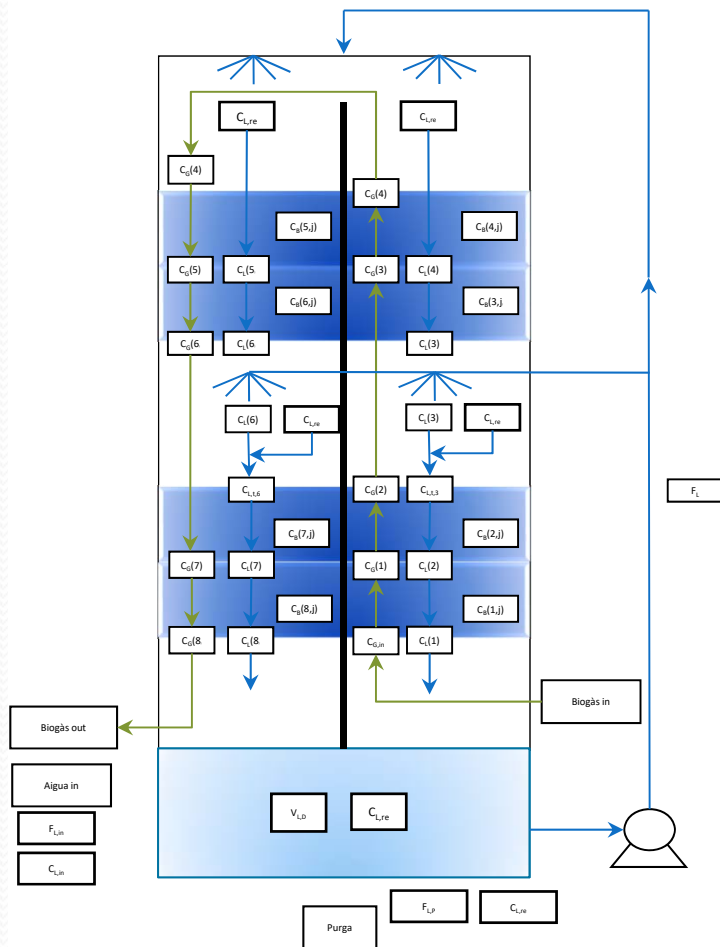 C_L,re
C_L,re
C_G(4)
C_G(4)
C_B(5,j)
C_B(4,j)
C_G(5)
C_L(5
C_G(3)
C_L(4)
C_B(6,j)
C_B(3,j
C_G(6
C_L(6
C_L(3)
C_L(6)
C_L,re
C_L(3)
C_L,re
C_L,t,6
C_G(2)
C_L,t,3
F_L
C_B(7,j)
C_B(2,j)
C_G(7)
C_L(7)
C_G(1)
C_L(2)
C_B(8,j)
C_B(1,j)
C_G(8
C_L(8
C_G,in
C_L(1)
Biogàs in
Biogàs out
Aigua in
V_L,D
C_L,re
F_L,in
C_L,in
F_L,P
C_L,re
Purga